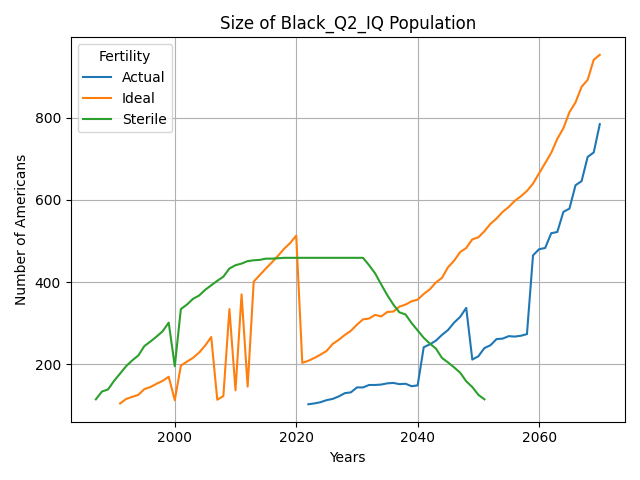 Size of Black_Q2_IQ Population
Fertility
Actual
Ideal
Sterile
Number of Americans
800
600
400
200
2000
2020
2040
2060
Years